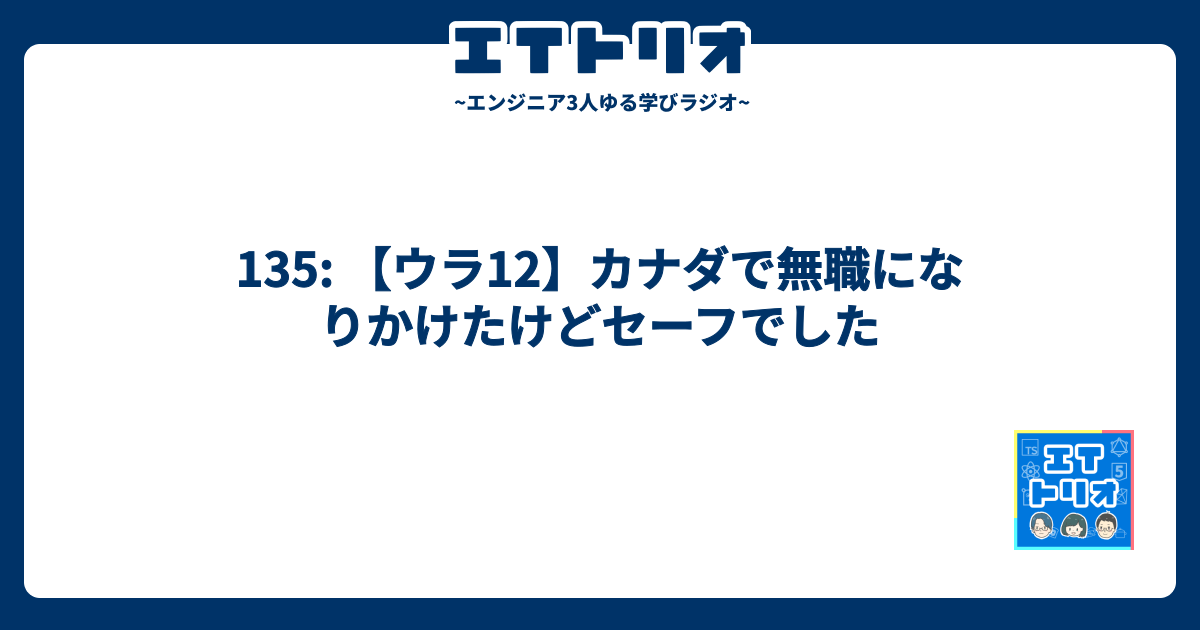 エTトリオ
~エンジニア3人ゆる学びラジオ~
135: 【ウラ12】カナダで無職にな
りかけたけどセーフでした
TS
5
エT
トリオ